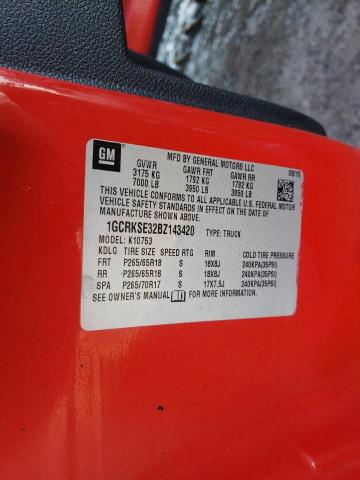 GM
MFD BY GENERAL MOTORS LLC
GVWR GAWR FRT GAWR RR
3175 KG 1792 KG 1792 KG
7000 LB 3950 LB 3950 LB
THIS VEHICLE CONFORMS TO ALL APPLICABLE U.S. FEDERAL MOTOR
VEHICLE SAFETY STANDARDS IN EFFECT ON THE DATE OF
MANUFACTURE SHOWN ABOVE.
1GCRKSE32BZ143420 TYPE: TRUCK
MODEL: K10753
KDLG TIRE SIZE SPEED RTG RIM COLD TIRE PRESSURE
FRT P265/65R18 S 18X8J 240KPA(35PSI)
RR P265/65R18 S 18X8J 240KPA(35PSI)
SPA P265/70R17 S 17X7.5J 240KPA(35PSI)
SEE OWNER'S MANUAL FOR MORE INFORMATION